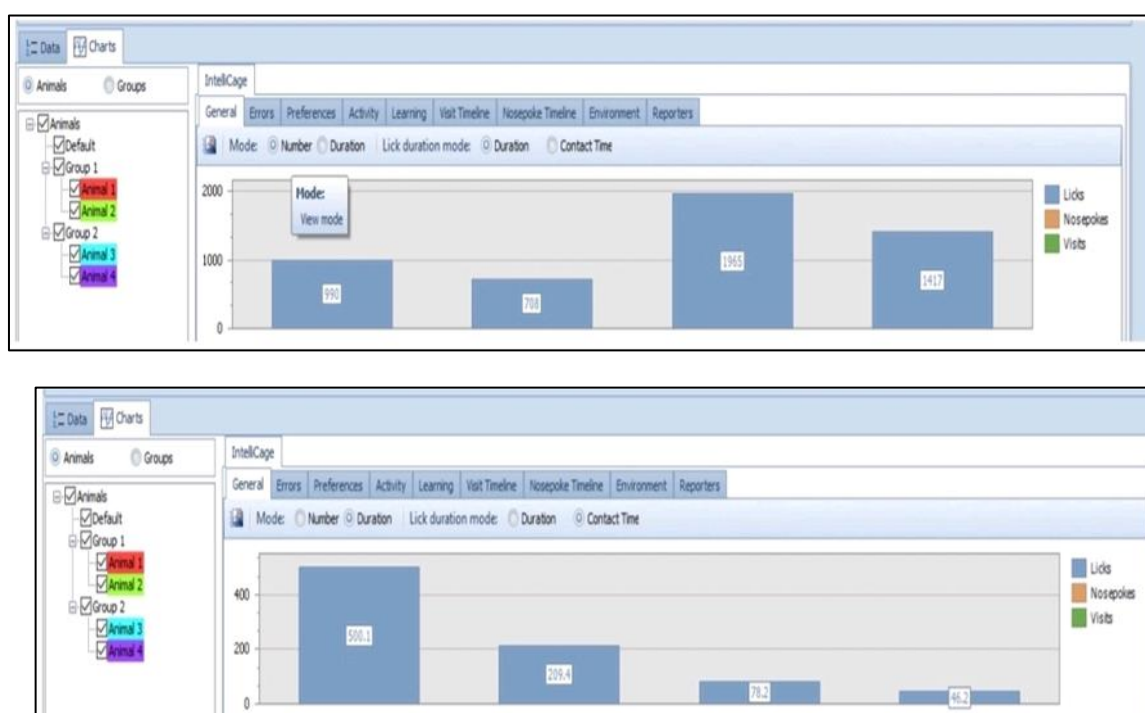 Data Charts
Animals Groups
Animals
Default
Group 1
Animal 1
Animal 2
Group 2
Animal 3
Animal 4
IntelliCage
General Errors Preferences Activity Learning Visit Timeline Nosepoke Timeline Environment Reporters
Mode: Number Duration Lick duration mode: Duration Contact Time
2000
1000
0
Mode:
View mode
990
708
1965
1417
Licks
Nosepokes
Visits
Data Charts
Animals Groups
Animals
Default
Group 1
Animal 1
Animal 2
Group 2
Animal 3
Animal 4
IntelliCage
General Errors Preferences Activity Learning Visit Timeline Nosepoke Timeline Environment Reporters
Mode: Number Duration Lick duration mode: Duration Contact Time
400
200
0
500.1
209.4
78.2
46.2
Licks
Nosepokes
Visits